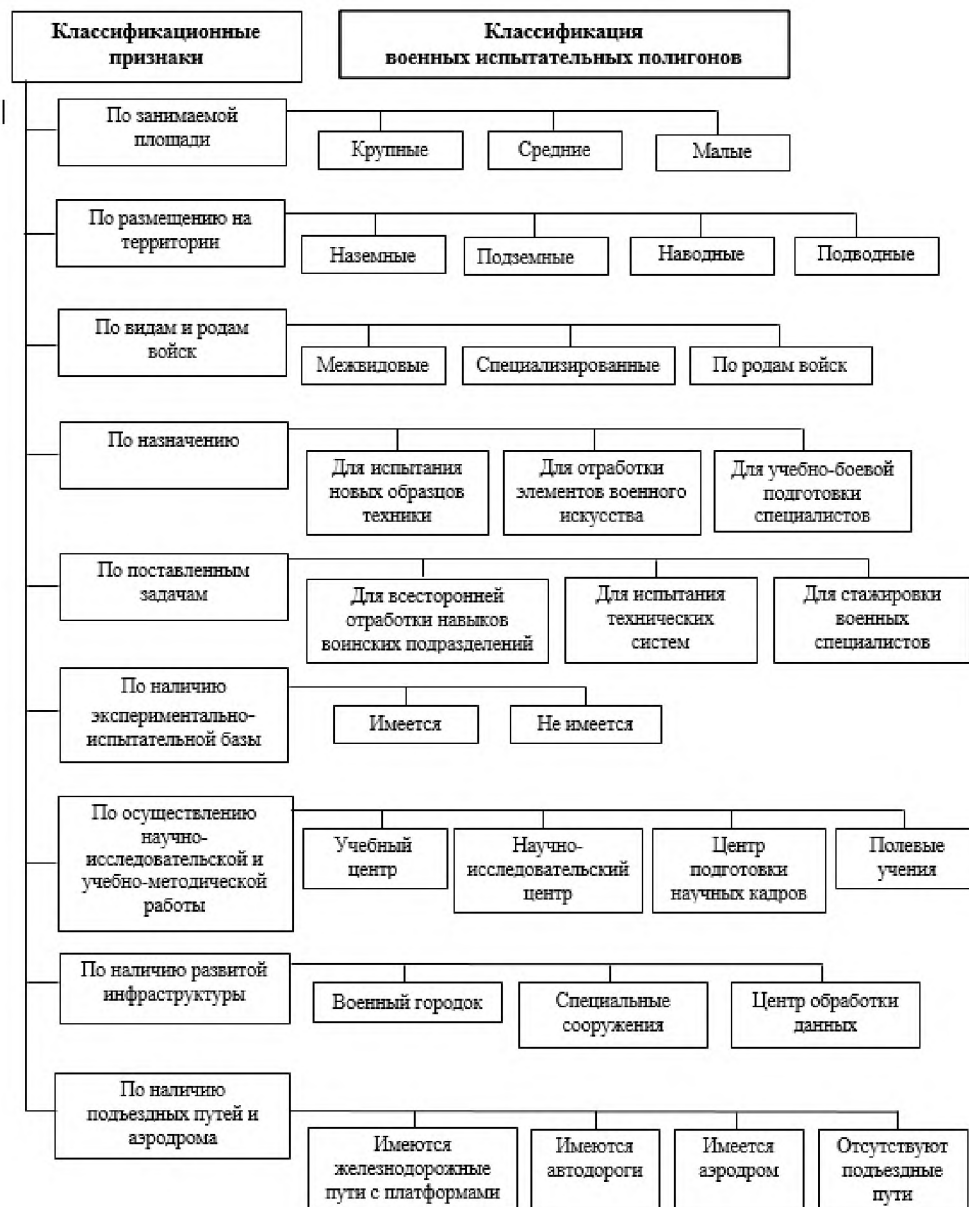 Классификационные
признаки
Классификация
военных испытательных полигонов
По занимаемой
площади
Крупные
Средние
Малые
По размещению на
территории
Наземные
Подземные
Наводные
Подводные
По видам и родам
войск
Межвидовые
Специализированные
По родам войск
По назначению
Для испытания
новых образцов
техники
Для отработки
элементов военного
искусства
Для учебно-боевой
подготовки
специалистов
По поставленным
задачам
Для всесторонней
отработки навыков
воинских подразделений
Для испытания
технических
систем
Для стажировки
военных
специалистов
По наличию
экспериментально-
испытательной базы
Имеется
Не имеется
По осуществлению
научно-
исследовательской и
учебно-методической
работы
Учебный
центр
Научно-
исследовательский
центр
Центр
подготовки
научных кадров
Полевые
учения
По наличию развитой
инфраструктуры
Военный городок
Специальные
сооружения
Центр обработки
данных
По наличию
подъездных путей и
аэродрома
Имеются
железнодорожные
пути с платформами
Имеются
автодороги
Имеется
аэродром
Отсутствуют
подъездные
пути